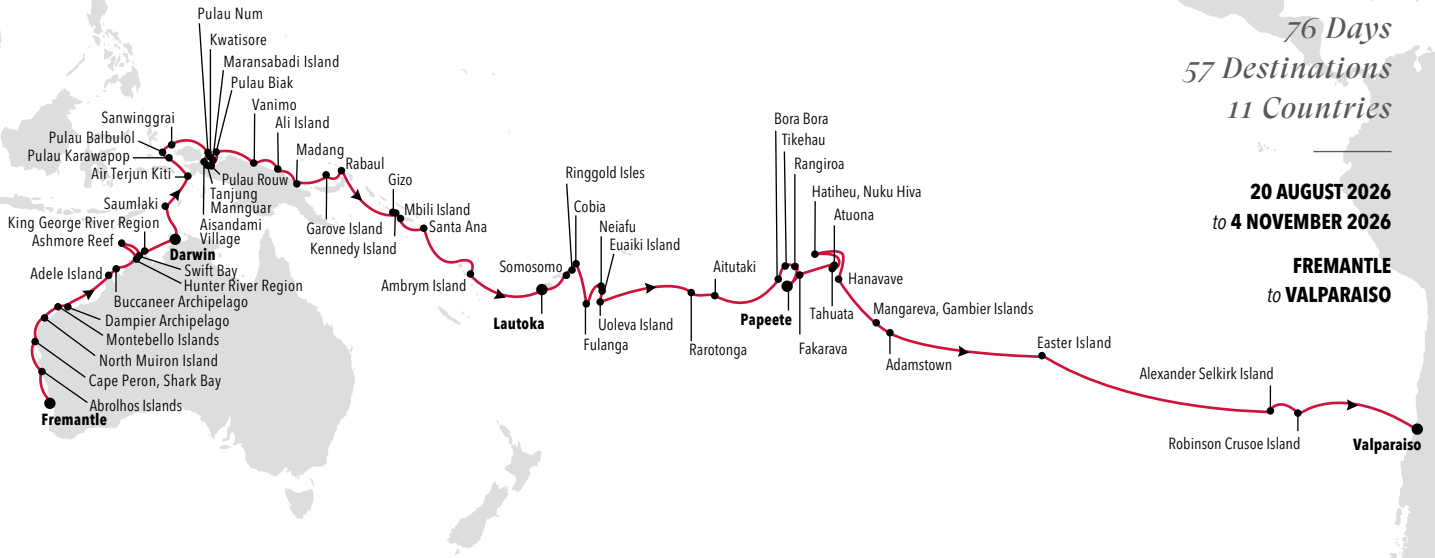 76 Days
57 Destinations
11 Countries
20 AUGUST 2026
to 4 NOVEMBER 2026
FREMANTLE
to VALPARAISO
Pulau Num
Kwatisore
Maransabadi Island
Pulau Biak
Vanimo
Ali Island
Madang
Rabaul
Sanwinggrai
Pulau Balbulol
Pulau Karawapop
Air Terjun Kiti
Saumlaki
King George River Region
Ashmore Reef
Adele Island
Pulau Rouw
Tanjung
Mannguar
Aisandami
Village
Darwin
Swift Bay
Hunter River Region
Buccaneer Archipelago
Dampier Archipelago
Montebello Islands
North Muiron Island
Cape Peron, Shark Bay
Abrolhos Islands
Fremantle
Garove Island
Kennedy Island
Gizo
Mbili Island
Santa Ana
Ambrym Island
Somosomo
Lautoka
Ringgold Isles
Cobia
Neiafu
Euaiki Island
Uoleva Island
Fulanga
Aitutaki
Rarotonga
Bora Bora
Tikehau
Rangiroa
Hatiheu, Nuku Hiva
Atuona
Papeete
Hanavave
Tahuata
Fakarava
Mangareva, Gambier Islands
Adamstown
Easter Island
Alexander Selkirk Island
Robinson Crusoe Island
Valparaiso